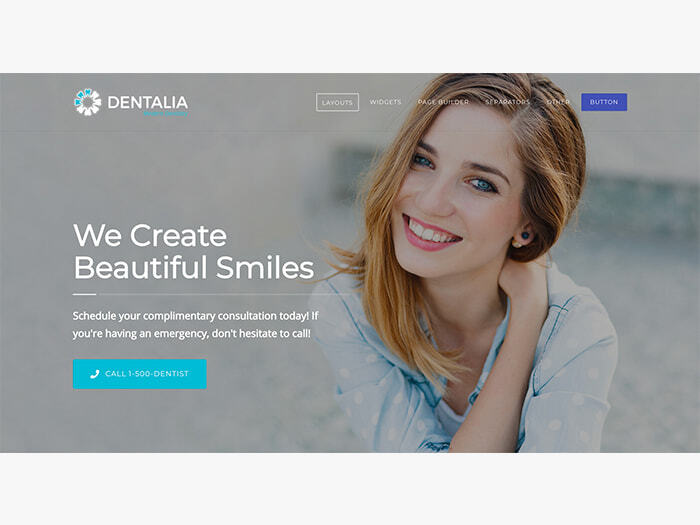 DENTALIA
LAYOUTS
WIDGETS
PAGE BUILDER
SEPARATORS
OTHER
BUTTON
We Create
Beautiful Smiles
Schedule your complimentary consultation today! If
you're having an emergency, don't hesitate to call!
CALL 1-500-DENTIST